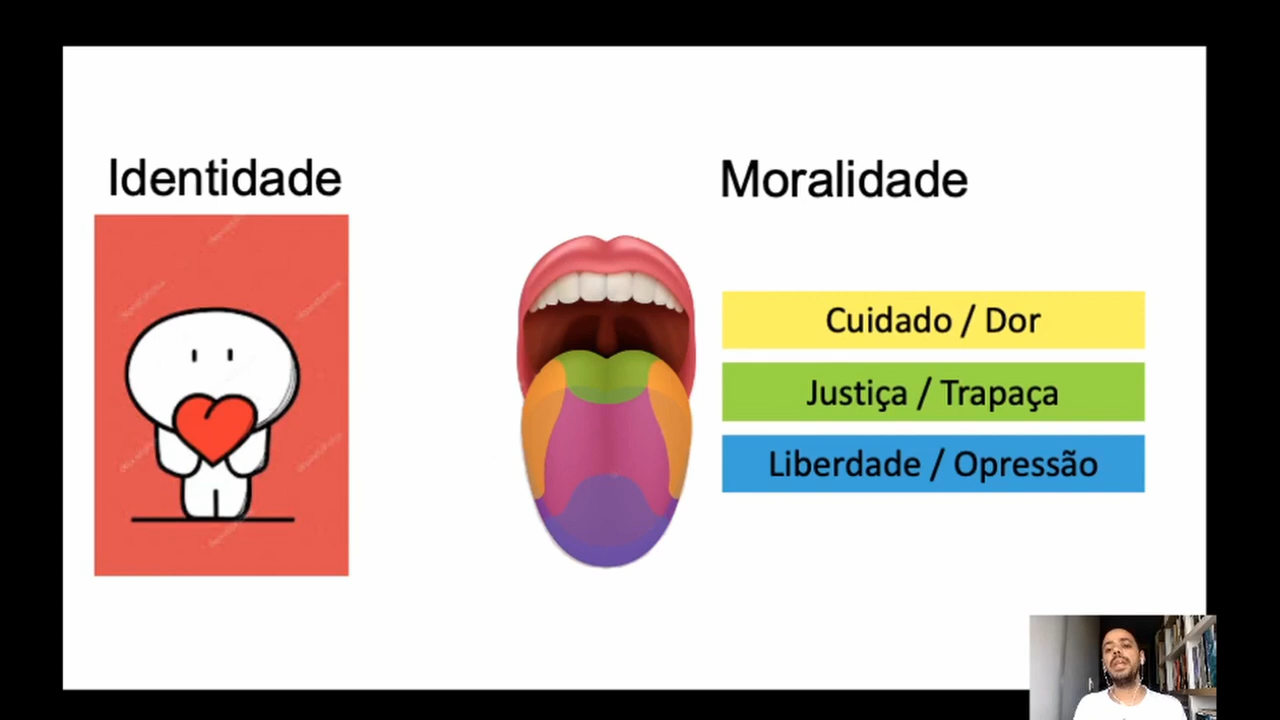 Identidade
Moralidade
Cuidado / Dor
Justiça / Trapaça
Liberdade / Opressão